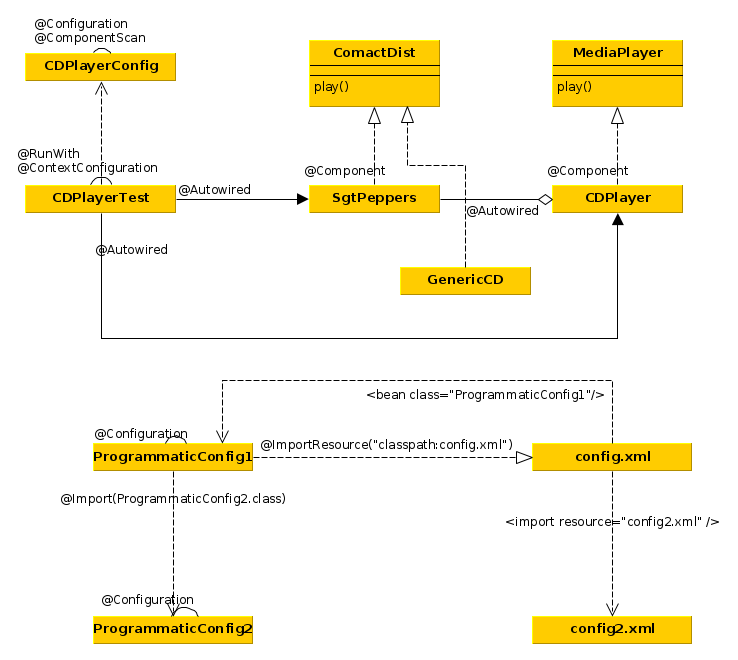 @Configuration
@ComponentScan
CDPlayerConfig
ComactDist
play()
MediaPlayer
play()
@RunWith
@ContextConfiguration
CDPlayerTest
@Autowired
@Component
SgtPeppers
@Autowired
@Component
CDPlayer
@Autowired
GenericCD
<bean class="ProgrammaticConfig1"/>
@Configuration
ProgrammaticConfig1
@ImportResource("classpath:config.xml")
config.xml
@Import(ProgrammaticConfig2.class)
<import resource="config2.xml" />
@Configuration
ProgrammaticConfig2
config2.xml